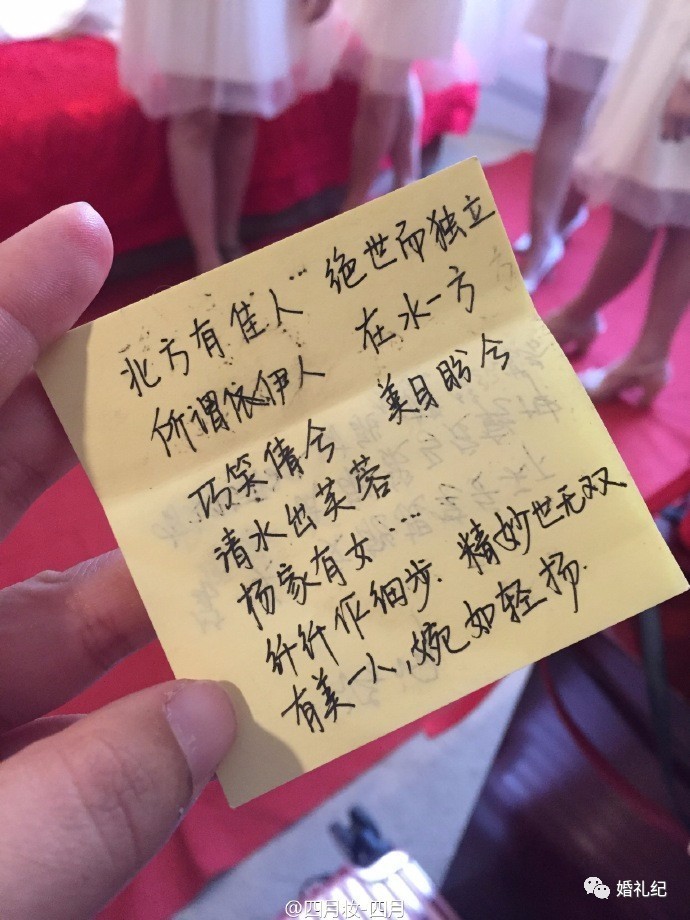 北方有佳人… 绝世而独立
所谓依伊人 在水一方
巧笑倩兮 美目盼兮
清水出芙蓉
杨家有女……
纤纤作细步. 精妙世无双
有美一人,婉如轻扬.
@四月妆-四月
婚礼纪